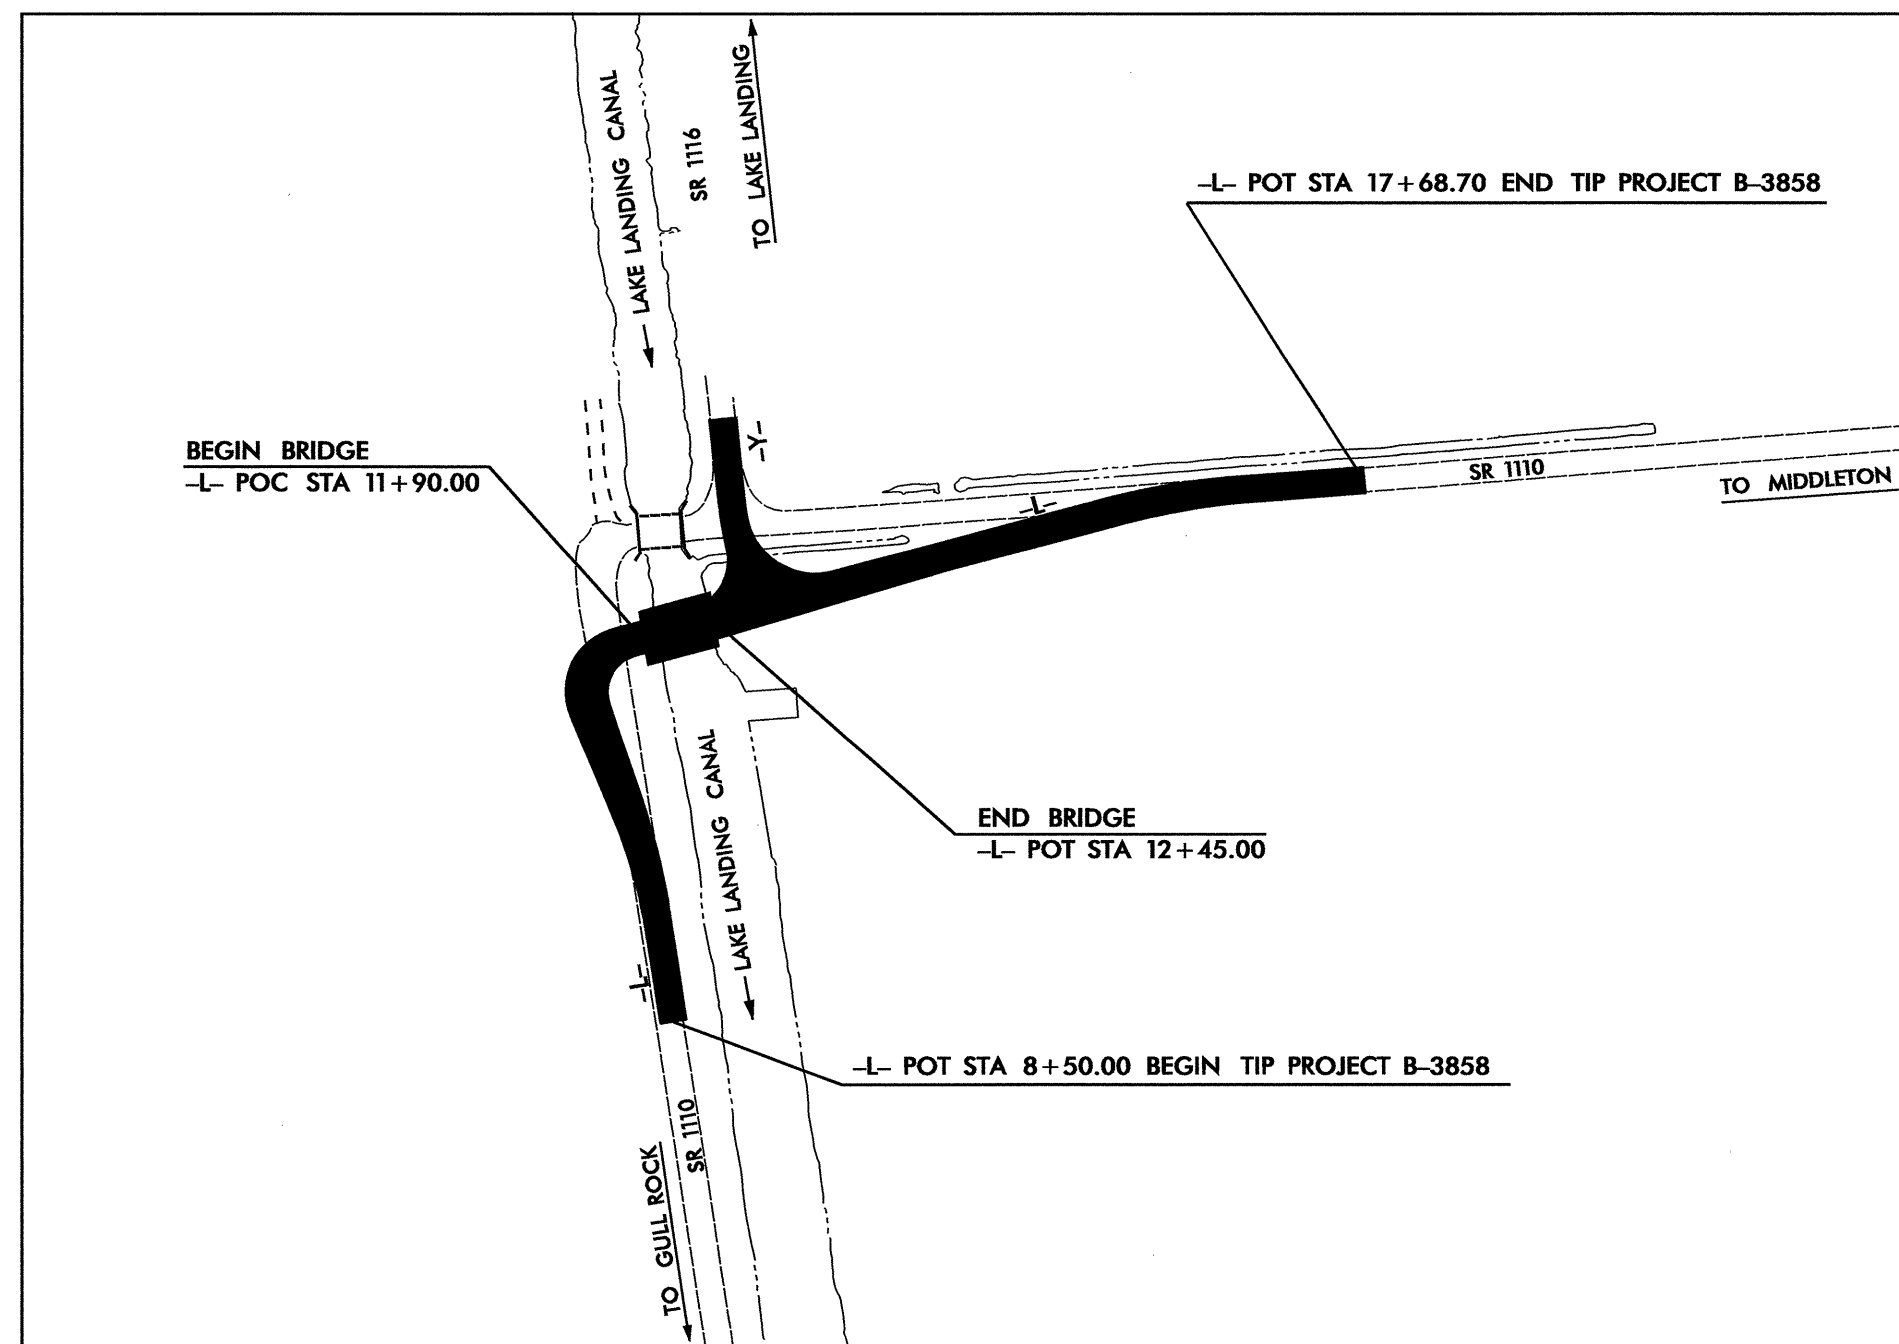 LAKE LANDING CANAL
SR 1116
TO LAKE LANDING
-L- POT STA 17+68.70 END TIP PROJECT B-3858
BEGIN BRIDGE
-L- POC STA 11+90.00
-Y-
-L-
SR 1110
TO MIDDLETON
LAKE LANDING CANAL
END BRIDGE
-L- POT STA 12+45.00
-L-
-L- POT STA 8+50.00 BEGIN TIP PROJECT B-3858
SR 1110
TO GULL ROCK